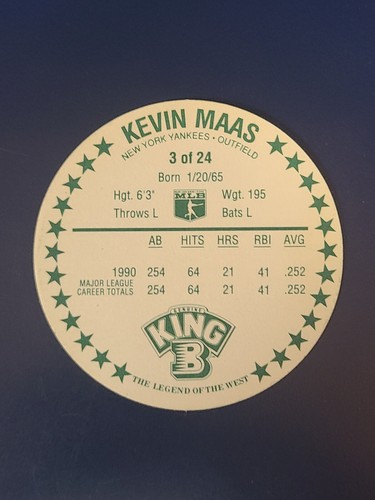 KEVIN MAAS
NEW YORK YANKEES • OUTFIELD
3 of 24
Born 1/20/65
Hgt. 6'3" MLB Wgt. 195
Throws L Bats L
AB HITS HRS RBI AVG
1990 254 64 21 41 .252
MAJOR LEAGUE
CAREER TOTALS 254 64 21 41 .252
GENUINE
KING
B
THE LEGEND OF THE WEST